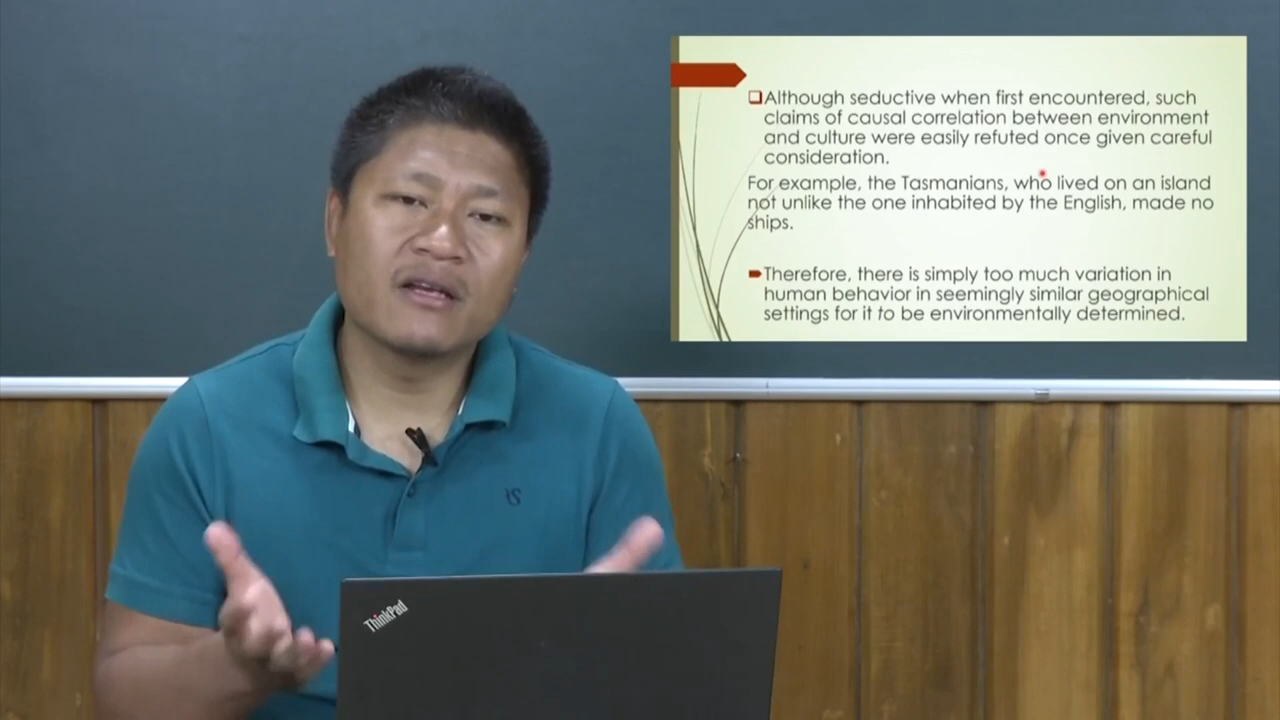 Although seductive when first encountered, such
claims of causal correlation between environment
and culture were easily refuted once given careful
consideration.
For example, the Tasmanians, who lived on an island
not unlike the one inhabited by the English, made no
ships.
Therefore, there is simply too much variation in
human behavior in seemingly similar geographical
settings for it to be environmentally determined.
ThinkPad